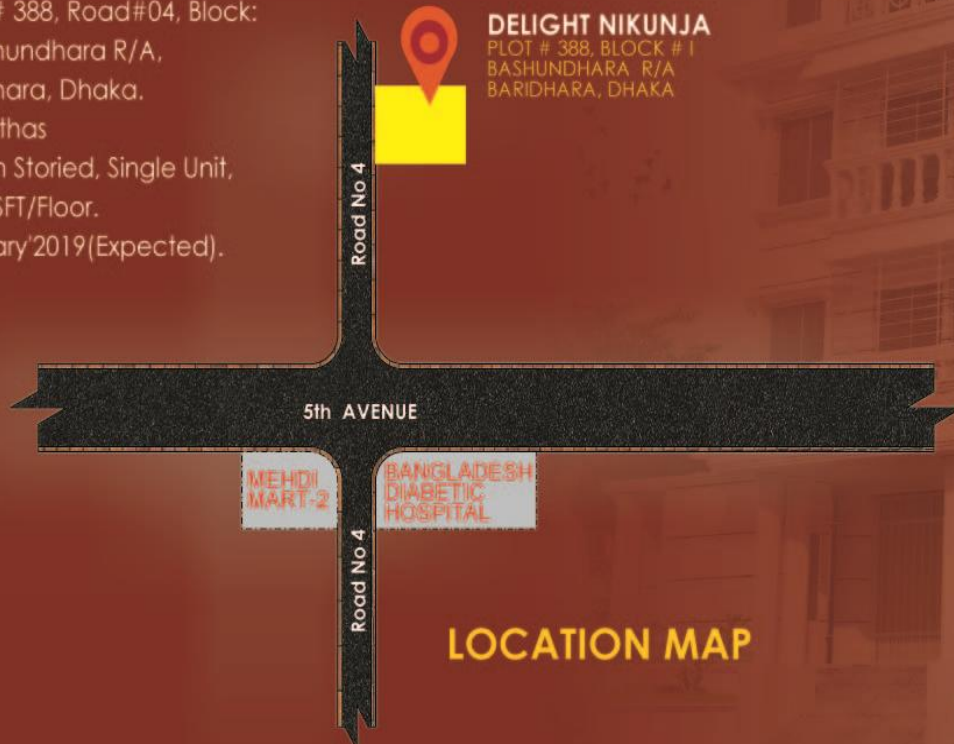 # 388, Road#04, Block:
hundhara R/A,
hara, Dhaka.
thas
n Storied, Single Unit,
SFT/Floor.
ary'2019(Expected).
DELIGHT NIKUNJA
PLOT # 388, BLOCK # I
BASHUNDHARA R/A
BARIDHARA, DHAKA
Road No 4
5th AVENUE
MEHDI
MART-2
BANGLADESH
DIABETIC
HOSPITAL
Road No 4
LOCATION MAP